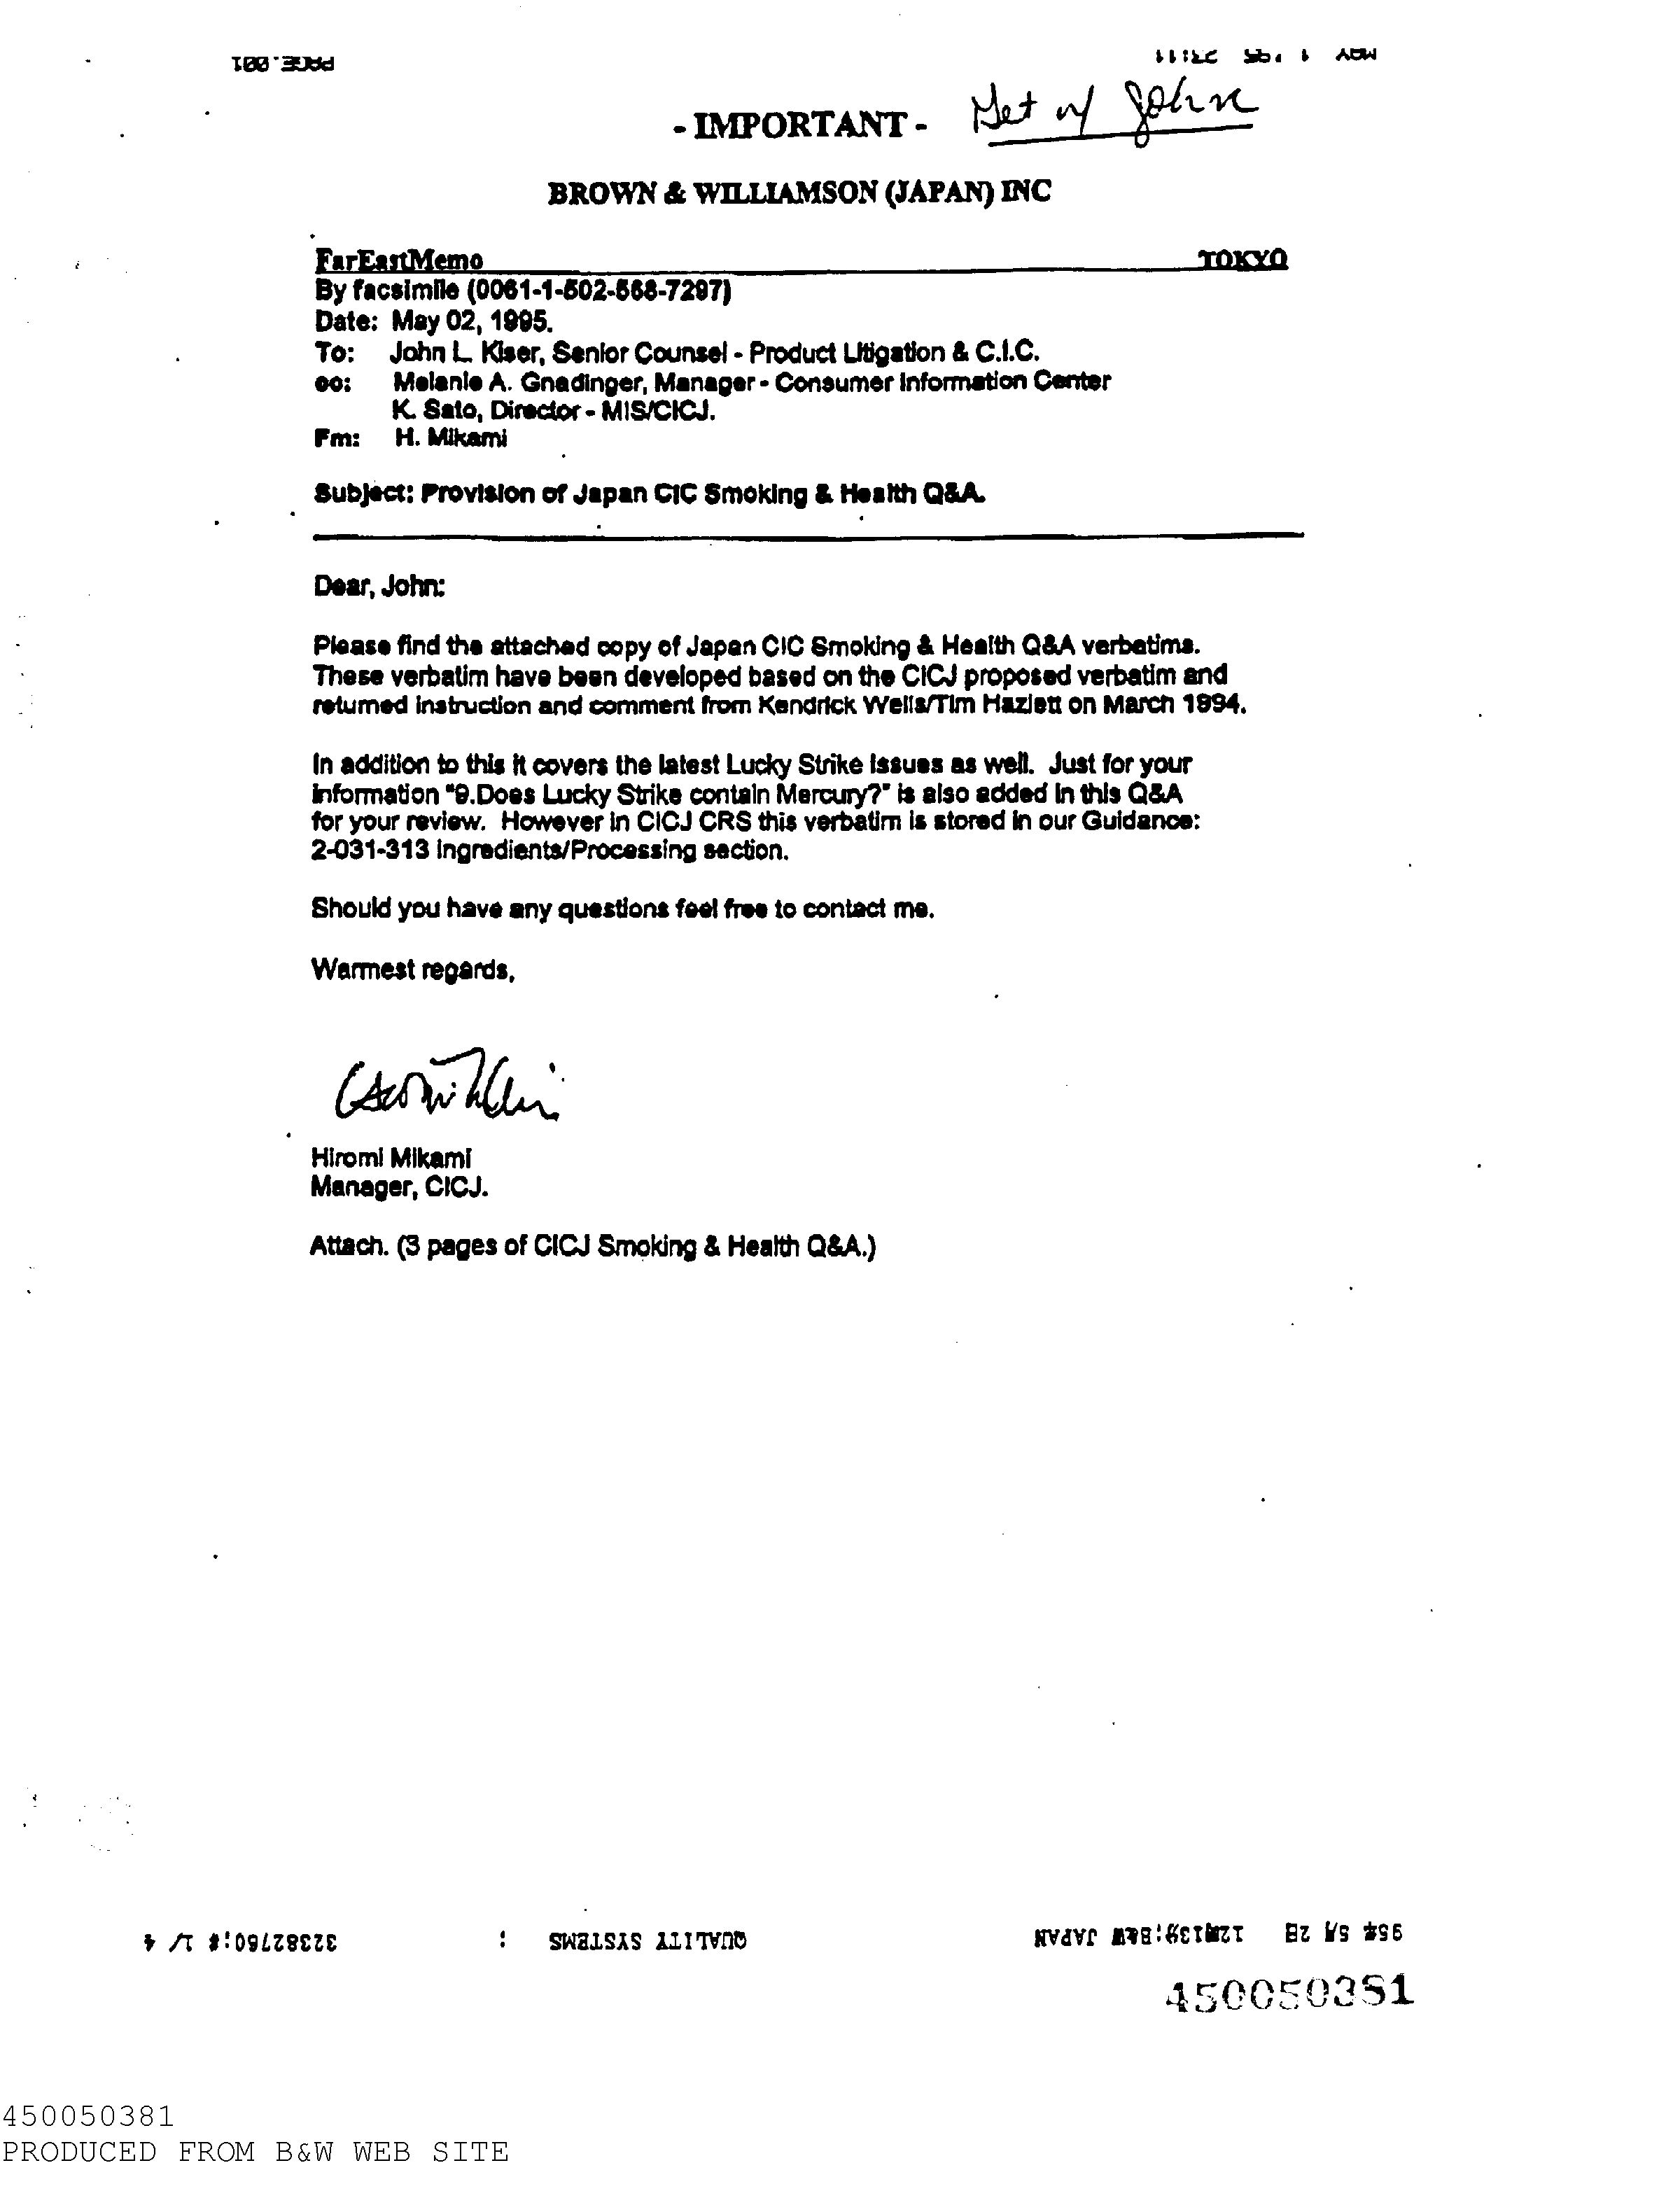 PAGE.001
MAY 1 '95 23:11
- IMPORTANT -
BROWN & WILLIAMSON (JAPAN) INC
FarEastMemo TOKYO
By facsimile (0061-1-502-568-7297)
Date: May 02, 1995.
To: John L. Kiser, Senior Counsel - Product Litigation & C.I.C.
cc: Melanie A. Gnadinger, Manager - Consumer Information Center
K. Sato, Director - MIS/CICJ.
Fm: H. Mikami
Subject: Provision of Japan CIC Smoking & Health Q&A.
Dear, John:
Please find the attached copy of Japan CIC Smoking & Health Q&A verbatims.
These verbatim have been developed based on the CICJ proposed verbatim and
returned instruction and comment from Kendrick Wells/Tim Hazlett on March 1994.
In addition to this it covers the latest Lucky Strike issues as well. Just for your
information "9.Does Lucky Strike contain Mercury?" is also added in this Q&A
for your review. However in CICJ CRS this verbatim is stored in our Guidance:
2-031-313 Ingredients/Processing section.
Should you have any questions feel free to contact me.
Warmest regards,
Hiromi Mikami
Manager, CICJ.
Attach. (3 pages of CICJ Smoking & Health Q&A.)
95年 5月 2日 12時13分 B&W JAPAN
QUALITY SYSTEMS :
32382760;# 1/ 4
450050381
450050381
PRODUCED FROM B&W WEB SITE